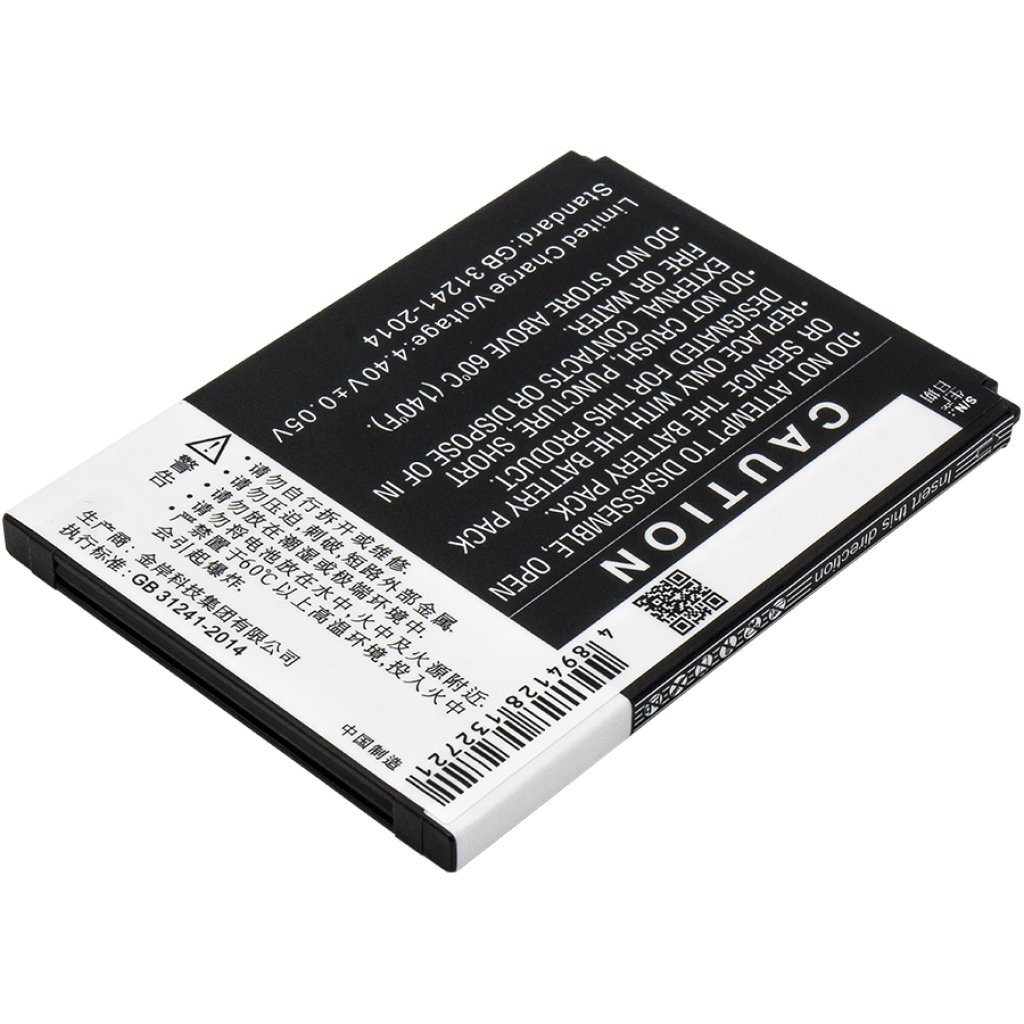 CAUTION
•DO NOT ATTEMPT TO DISASSEMBLE, OPEN
OR SERVICE THE BATTERY PACK.
•REPLACE ONLY WITH THE BATTERY PACK
DESIGNATED FOR THIS PRODUCT.
•DO NOT CRUSH, PUNCTURE, SHORT
EXTERNAL CONTACTS OR DISPOSE OF IN
FIRE OR WATER.
•DO NOT STORE ABOVE 60℃ (140℉).
Limited Charge Voltage:4.40V±0.05V
Standard:GB 31241-2014
S/N:
生产
日期
Insert this direction
4 894128 132721
警
告
•请勿自行拆开或维修
•请勿压迫,刺破,短路外部金属.
•请勿放在潮湿或极端环境中.
•请勿将电池放在水中,火中及火源附近.
•严禁置于60℃以上高温环境,投入火中
会引起爆炸.
生产商: 金岸科技集团有限公司
执行标准: GB 31241-2014
中国制造